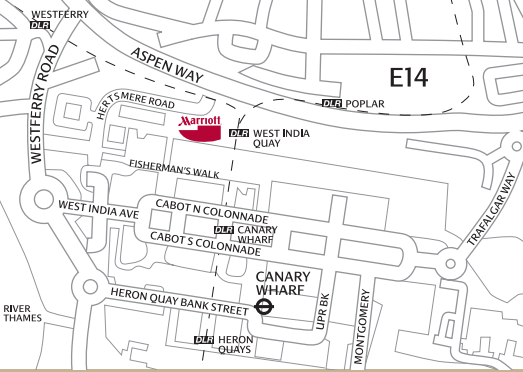 WESTFERRY
DLR
ASPEN WAY
E14
WESTFERRY ROAD
HERTSMERE ROAD
DLR POPLAR
Marriott
DLR WEST INDIA
QUAY
FISHERMAN'S WALK
TRAFALGAR WAY
WEST INDIA AVE
CABOT N COLONNADE
DLR CANARY
WHARF
CABOT S COLONNADE
CANARY
WHARF
HERON QUAY BANK STREET
UPR BK
MONTGOMERY
RIVER
THAMES
DLR HERON
QUAYS